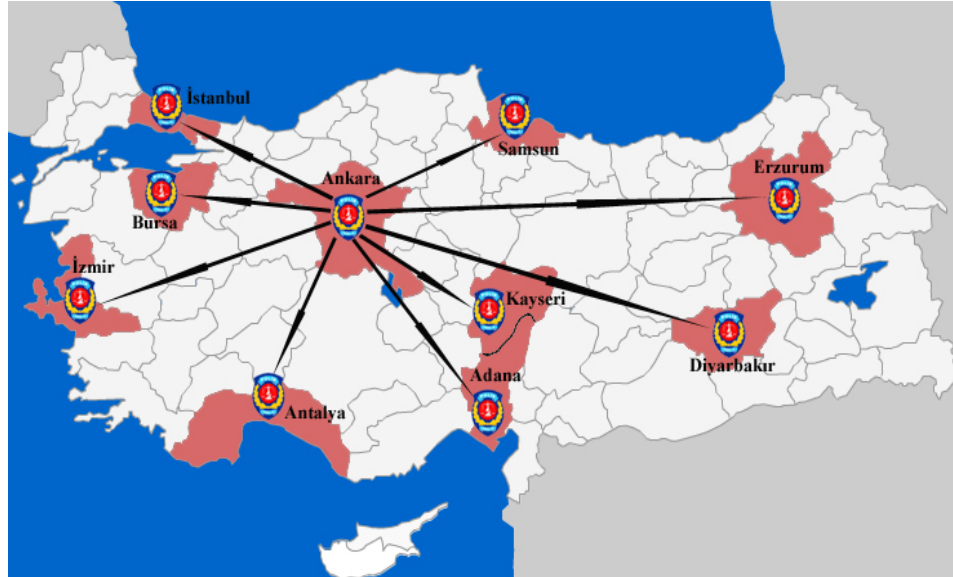 İstanbul
Samsun
Erzurum
Ankara
Bursa
İzmir
Kayseri
Diyarbakır
Adana
Antalya